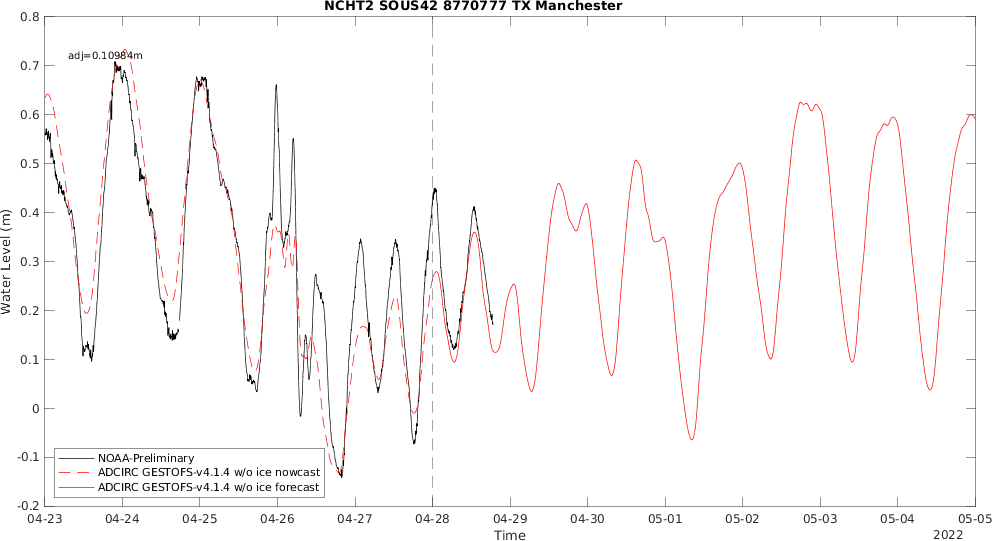 NCHT2 SOUS42 8770777 TX Manchester
adj=0.10984m
0.8
0.7
0.6
0.5
0.4
0.3
0.2
0.1
0
-0.1
-0.2
Water Level (m)
NOAA-Preliminary
ADCIRC GESTOFS-v4.1.4 w/o ice nowcast
ADCIRC GESTOFS-v4.1.4 w/o ice forecast
04-23 04-24 04-25 04-26 04-27 04-28 04-29 04-30 05-01 05-02 05-03 05-04 05-05
Time
2022